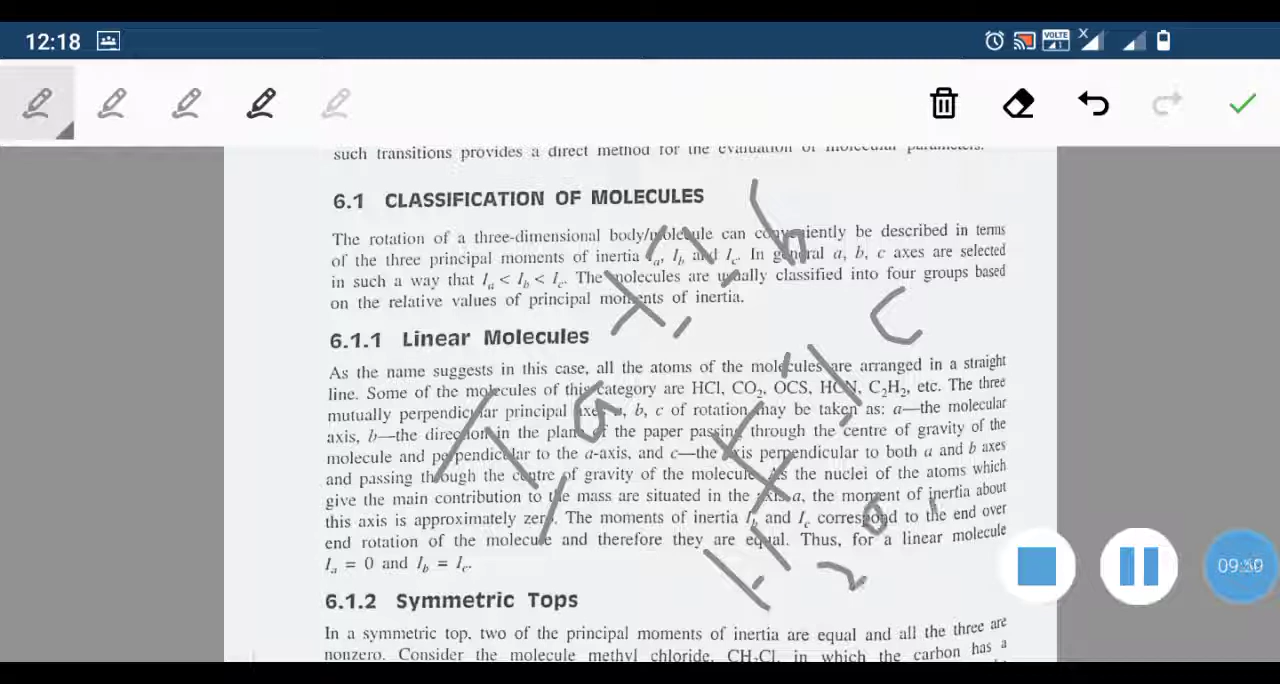 12:18
VOLTE
such transitions provides a direct method for the evaluation of molecular parameters.
6.1 CLASSIFICATION OF MOLECULES
The rotation of a three-dimensional body/molecule can conveniently be described in terms
of the three principal moments of inertia Iₐ, I_b and I_c. In general a, b, c axes are selected
in such a way that Iₐ < I_b < I_c. The molecules are usually classified into four groups based
on the relative values of principal moments of inertia.
6.1.1 Linear Molecules
As the name suggests in this case, all the atoms of the molecules are arranged in a straight
line. Some of the molecules of this category are HCl, CO₂, OCS, HCN, C₂H₂, etc. The three
mutually perpendicular principal axes a, b, c of rotation may be taken as: a—the molecular
axis, b—the direction in the plane of the paper passing through the centre of gravity of the
molecule and perpendicular to the a-axis, and c—the axis perpendicular to both a and b axes
and passing through the centre of gravity of the molecule. As the nuclei of the atoms which
give the main contribution to the mass are situated in the axis a, the moment of inertia about
this axis is approximately zero. The moments of inertia I_b and I_c correspond to the end over
end rotation of the molecule and therefore they are equal. Thus, for a linear molecule
Iₐ = 0 and I_b = I_c.
6.1.2 Symmetric Tops
In a symmetric top, two of the principal moments of inertia are equal and all the three are
nonzero. Consider the molecule methyl chloride, CH₃Cl, in which the carbon has a